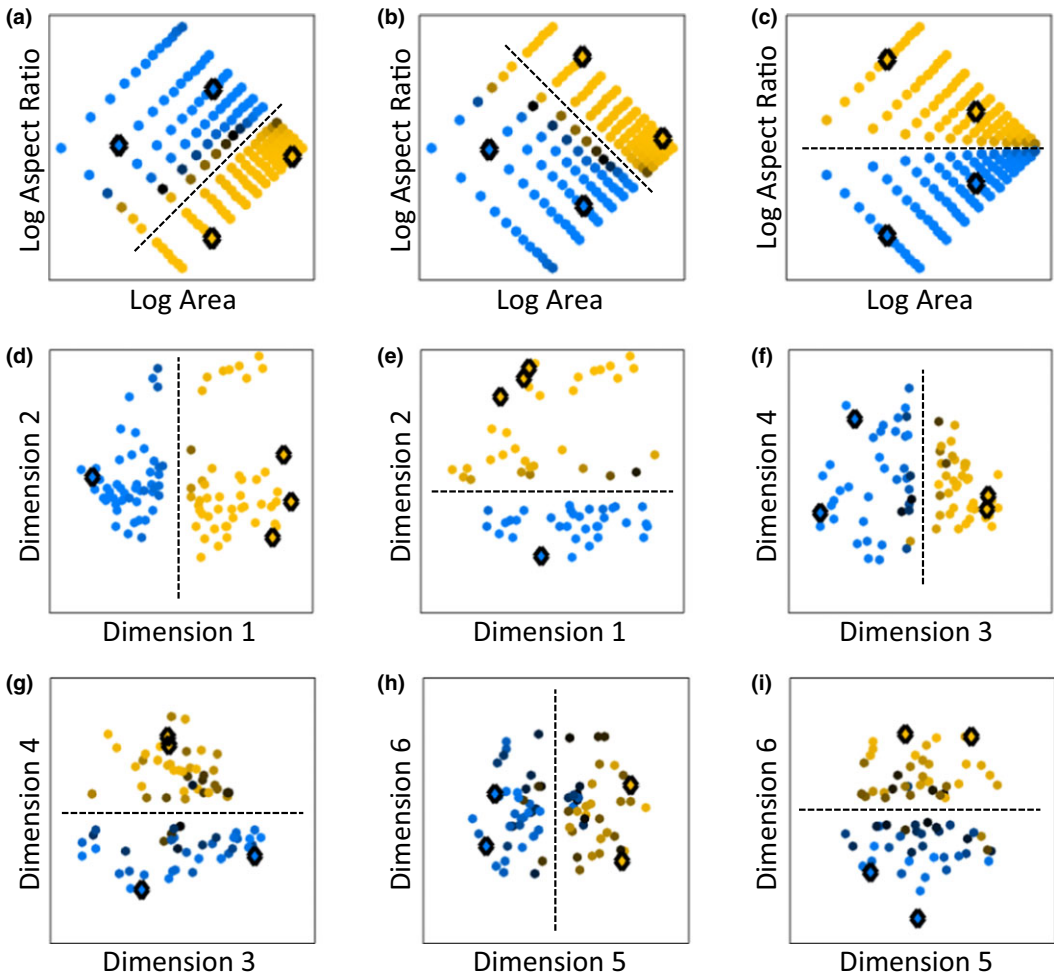 (a)
Log Aspect Ratio
Log Area
(b)
Log Aspect Ratio
Log Area
(c)
Log Aspect Ratio
Log Area
(d)
Dimension 2
Dimension 1
(e)
Dimension 2
Dimension 1
(f)
Dimension 4
Dimension 3
(g)
Dimension 4
Dimension 3
(h)
Dimension 6
Dimension 5
(i)
Dimension 6
Dimension 5